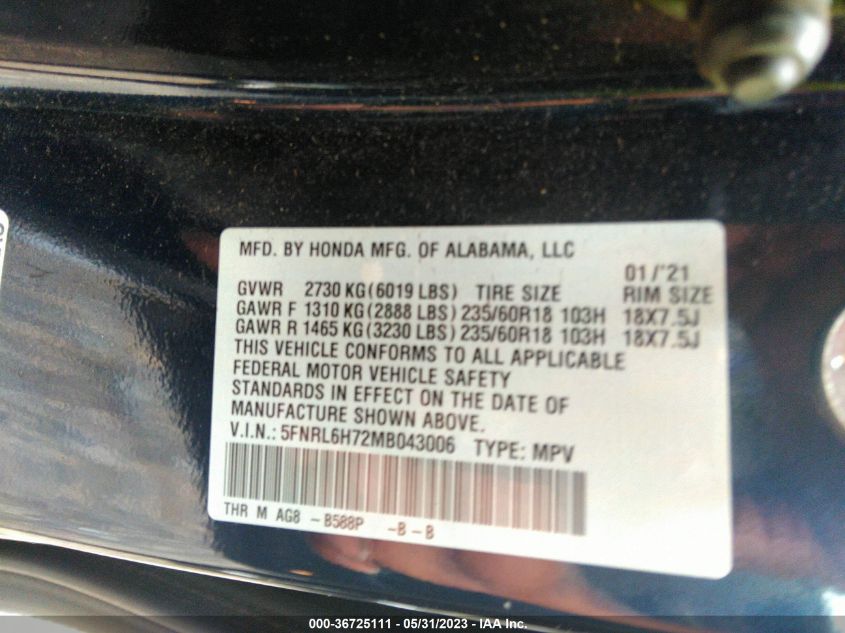 MFD. BY HONDA MFG. OF ALABAMA, LLC
01/'21
GVWR 2730 KG(6019 LBS) TIRE SIZE RIM SIZE
GAWR F 1310 KG(2888 LBS) 235/60R18 103H 18X7.5J
GAWR R 1465 KG(3230 LBS) 235/60R18 103H 18X7.5J
THIS VEHICLE CONFORMS TO ALL APPLICABLE
FEDERAL MOTOR VEHICLE SAFETY
STANDARDS IN EFFECT ON THE DATE OF
MANUFACTURE SHOWN ABOVE.
V.I.N.: 5FNRL6H72MB043006 TYPE: MPV
THR M AG8 -B588P -B-B
000-36725111 - 05/31/2023 - IAA Inc.